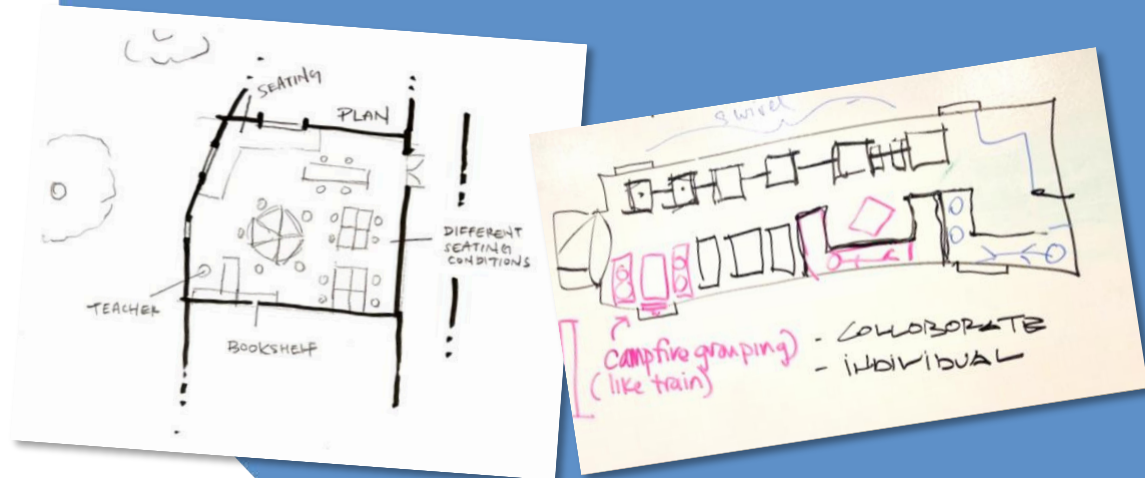 SEATING
PLAN
DIFFERENT
SEATING
CONDITIONS
TEACHER
BOOKSHELF
swivel
campfire grouping)
(like train)
- COLLOBORATE
- INDIVIDUAL